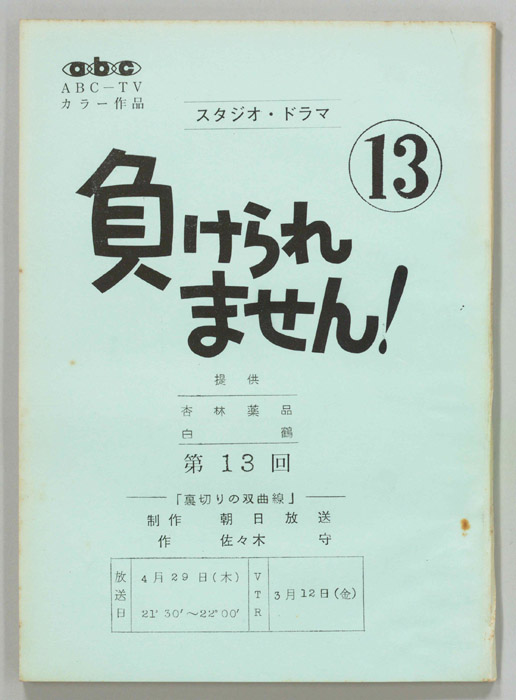 abc
ABC－TV
カラー作品
スタジオ・ドラマ
13
負けられ
ません!
提供
杏林薬品
白鶴
第13回
「裏切りの双曲線」
制作 朝日放送
作 佐々木 守
放送日 4月29日(木) 21°30′～22°00′ VTR 3月12日(金)